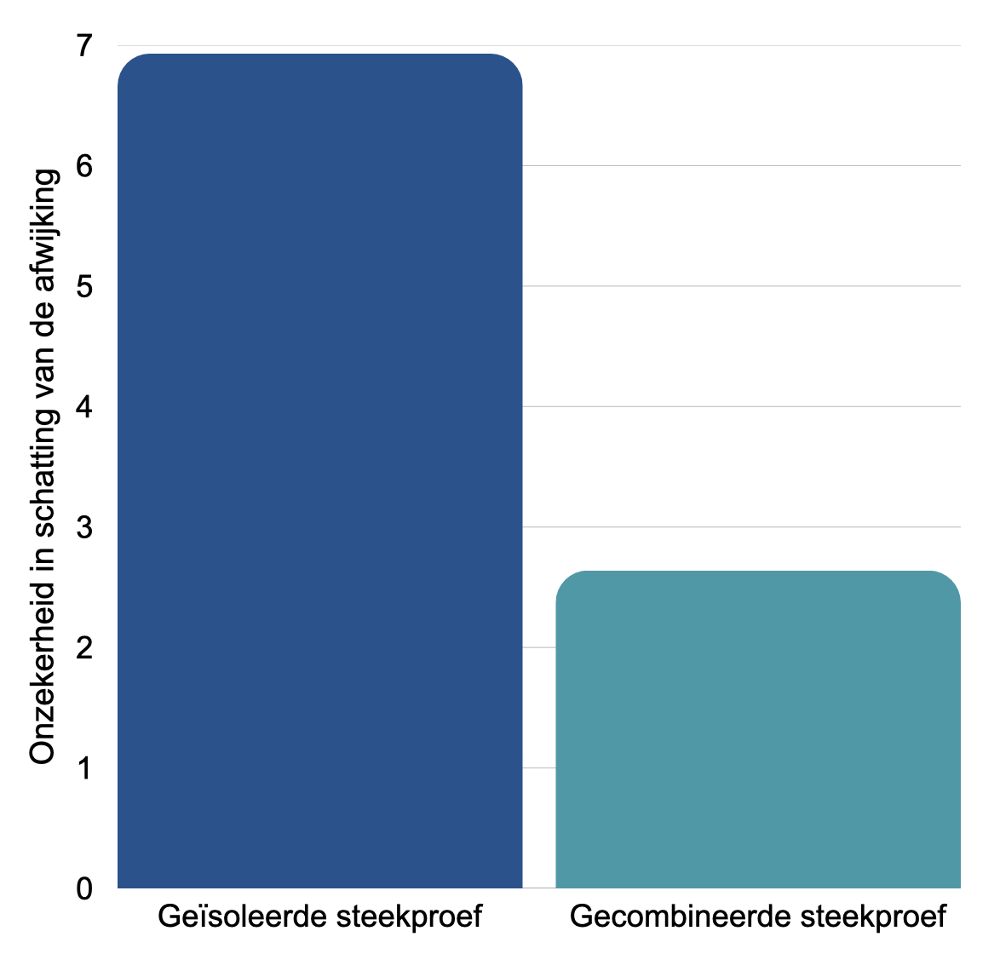 Onzekerheid in schatting van de afwijking
7
6
5
4
3
2
1
0
Geïsoleerde steekproef
Gecombineerde steekproef